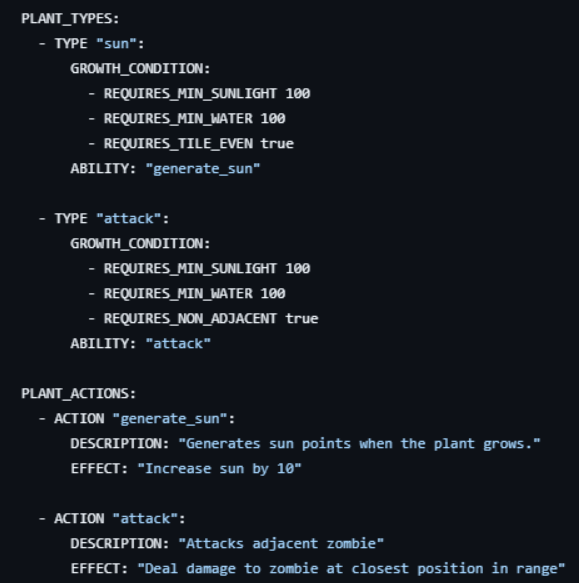 PLANT_TYPES:
- TYPE "sun":
GROWTH_CONDITION:
- REQUIRES_MIN_SUNLIGHT 100
- REQUIRES_MIN_WATER 100
- REQUIRES_TILE_EVEN true
ABILITY: "generate_sun"
- TYPE "attack":
GROWTH_CONDITION:
- REQUIRES_MIN_SUNLIGHT 100
- REQUIRES_MIN_WATER 100
- REQUIRES_NON_ADJACENT true
ABILITY: "attack"
PLANT_ACTIONS:
- ACTION "generate_sun":
DESCRIPTION: "Generates sun points when the plant grows."
EFFECT: "Increase sun by 10"
- ACTION "attack":
DESCRIPTION: "Attacks adjacent zombie"
EFFECT: "Deal damage to zombie at closest position in range"